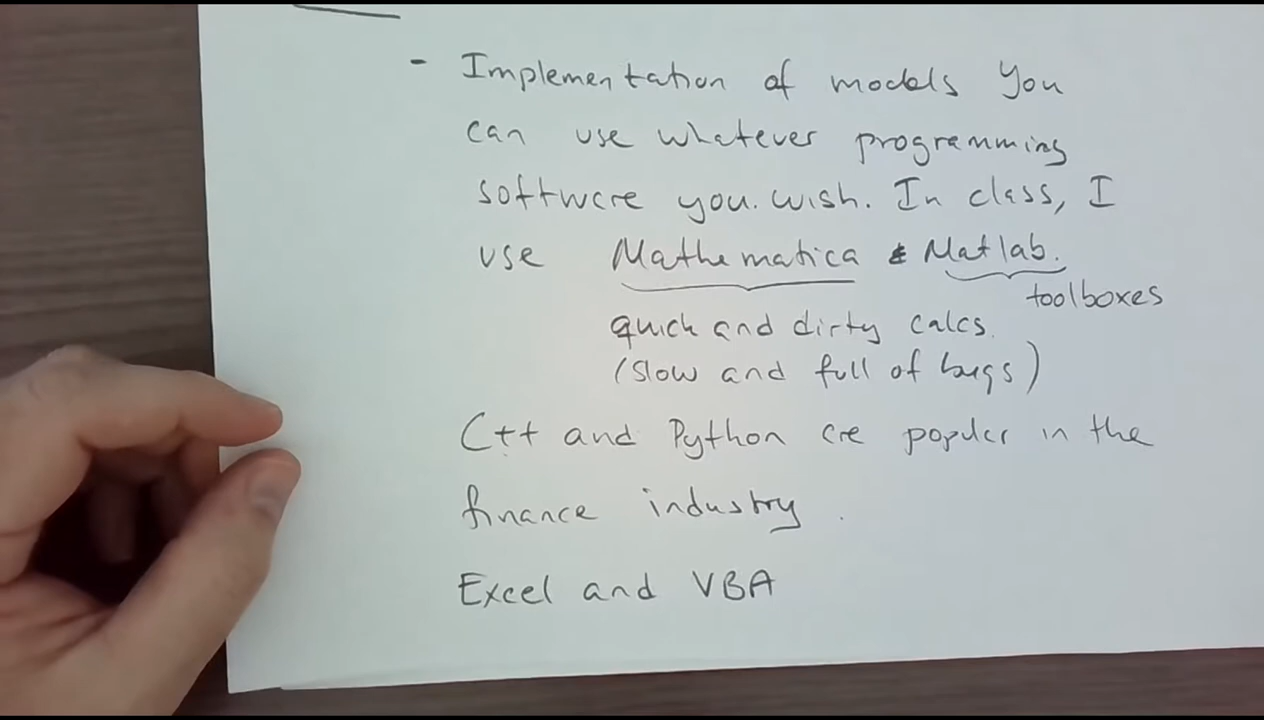 - Implementation of models You
can use whatever programming
software you wish. In class, I
use Mathematica & Matlab.
toolboxes
quick and dirty calcs.
(slow and full of bugs)
C++ and Python are popular in the
finance industry.
Excel and VBA